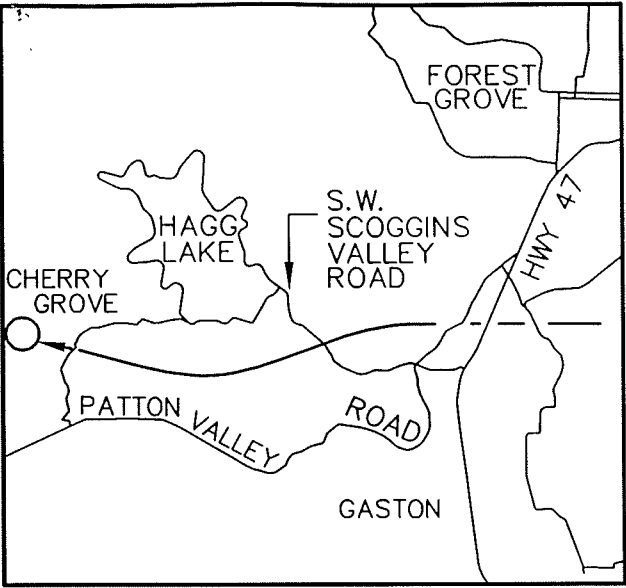 FOREST
GROVE
HWY 47
S.W.
SCOGGINS
VALLEY
ROAD
HAGG
LAKE
CHERRY
GROVE
PATTON VALLEY ROAD
GASTON